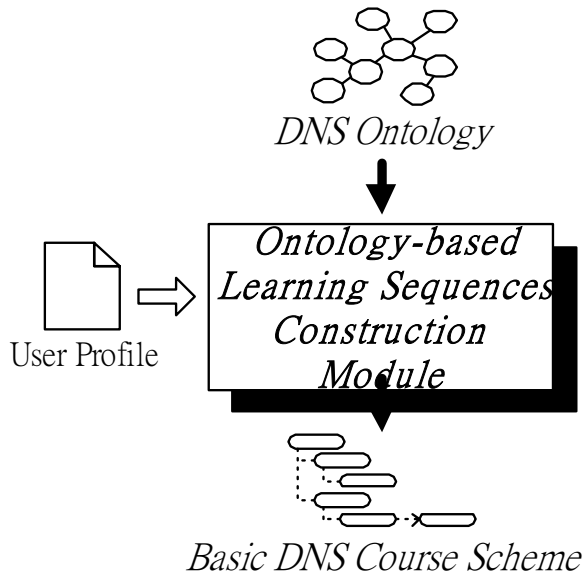 DNS Ontology
Ontology-based
Learning Sequences
Construction
Module
User Profile
Basic DNS Course Scheme